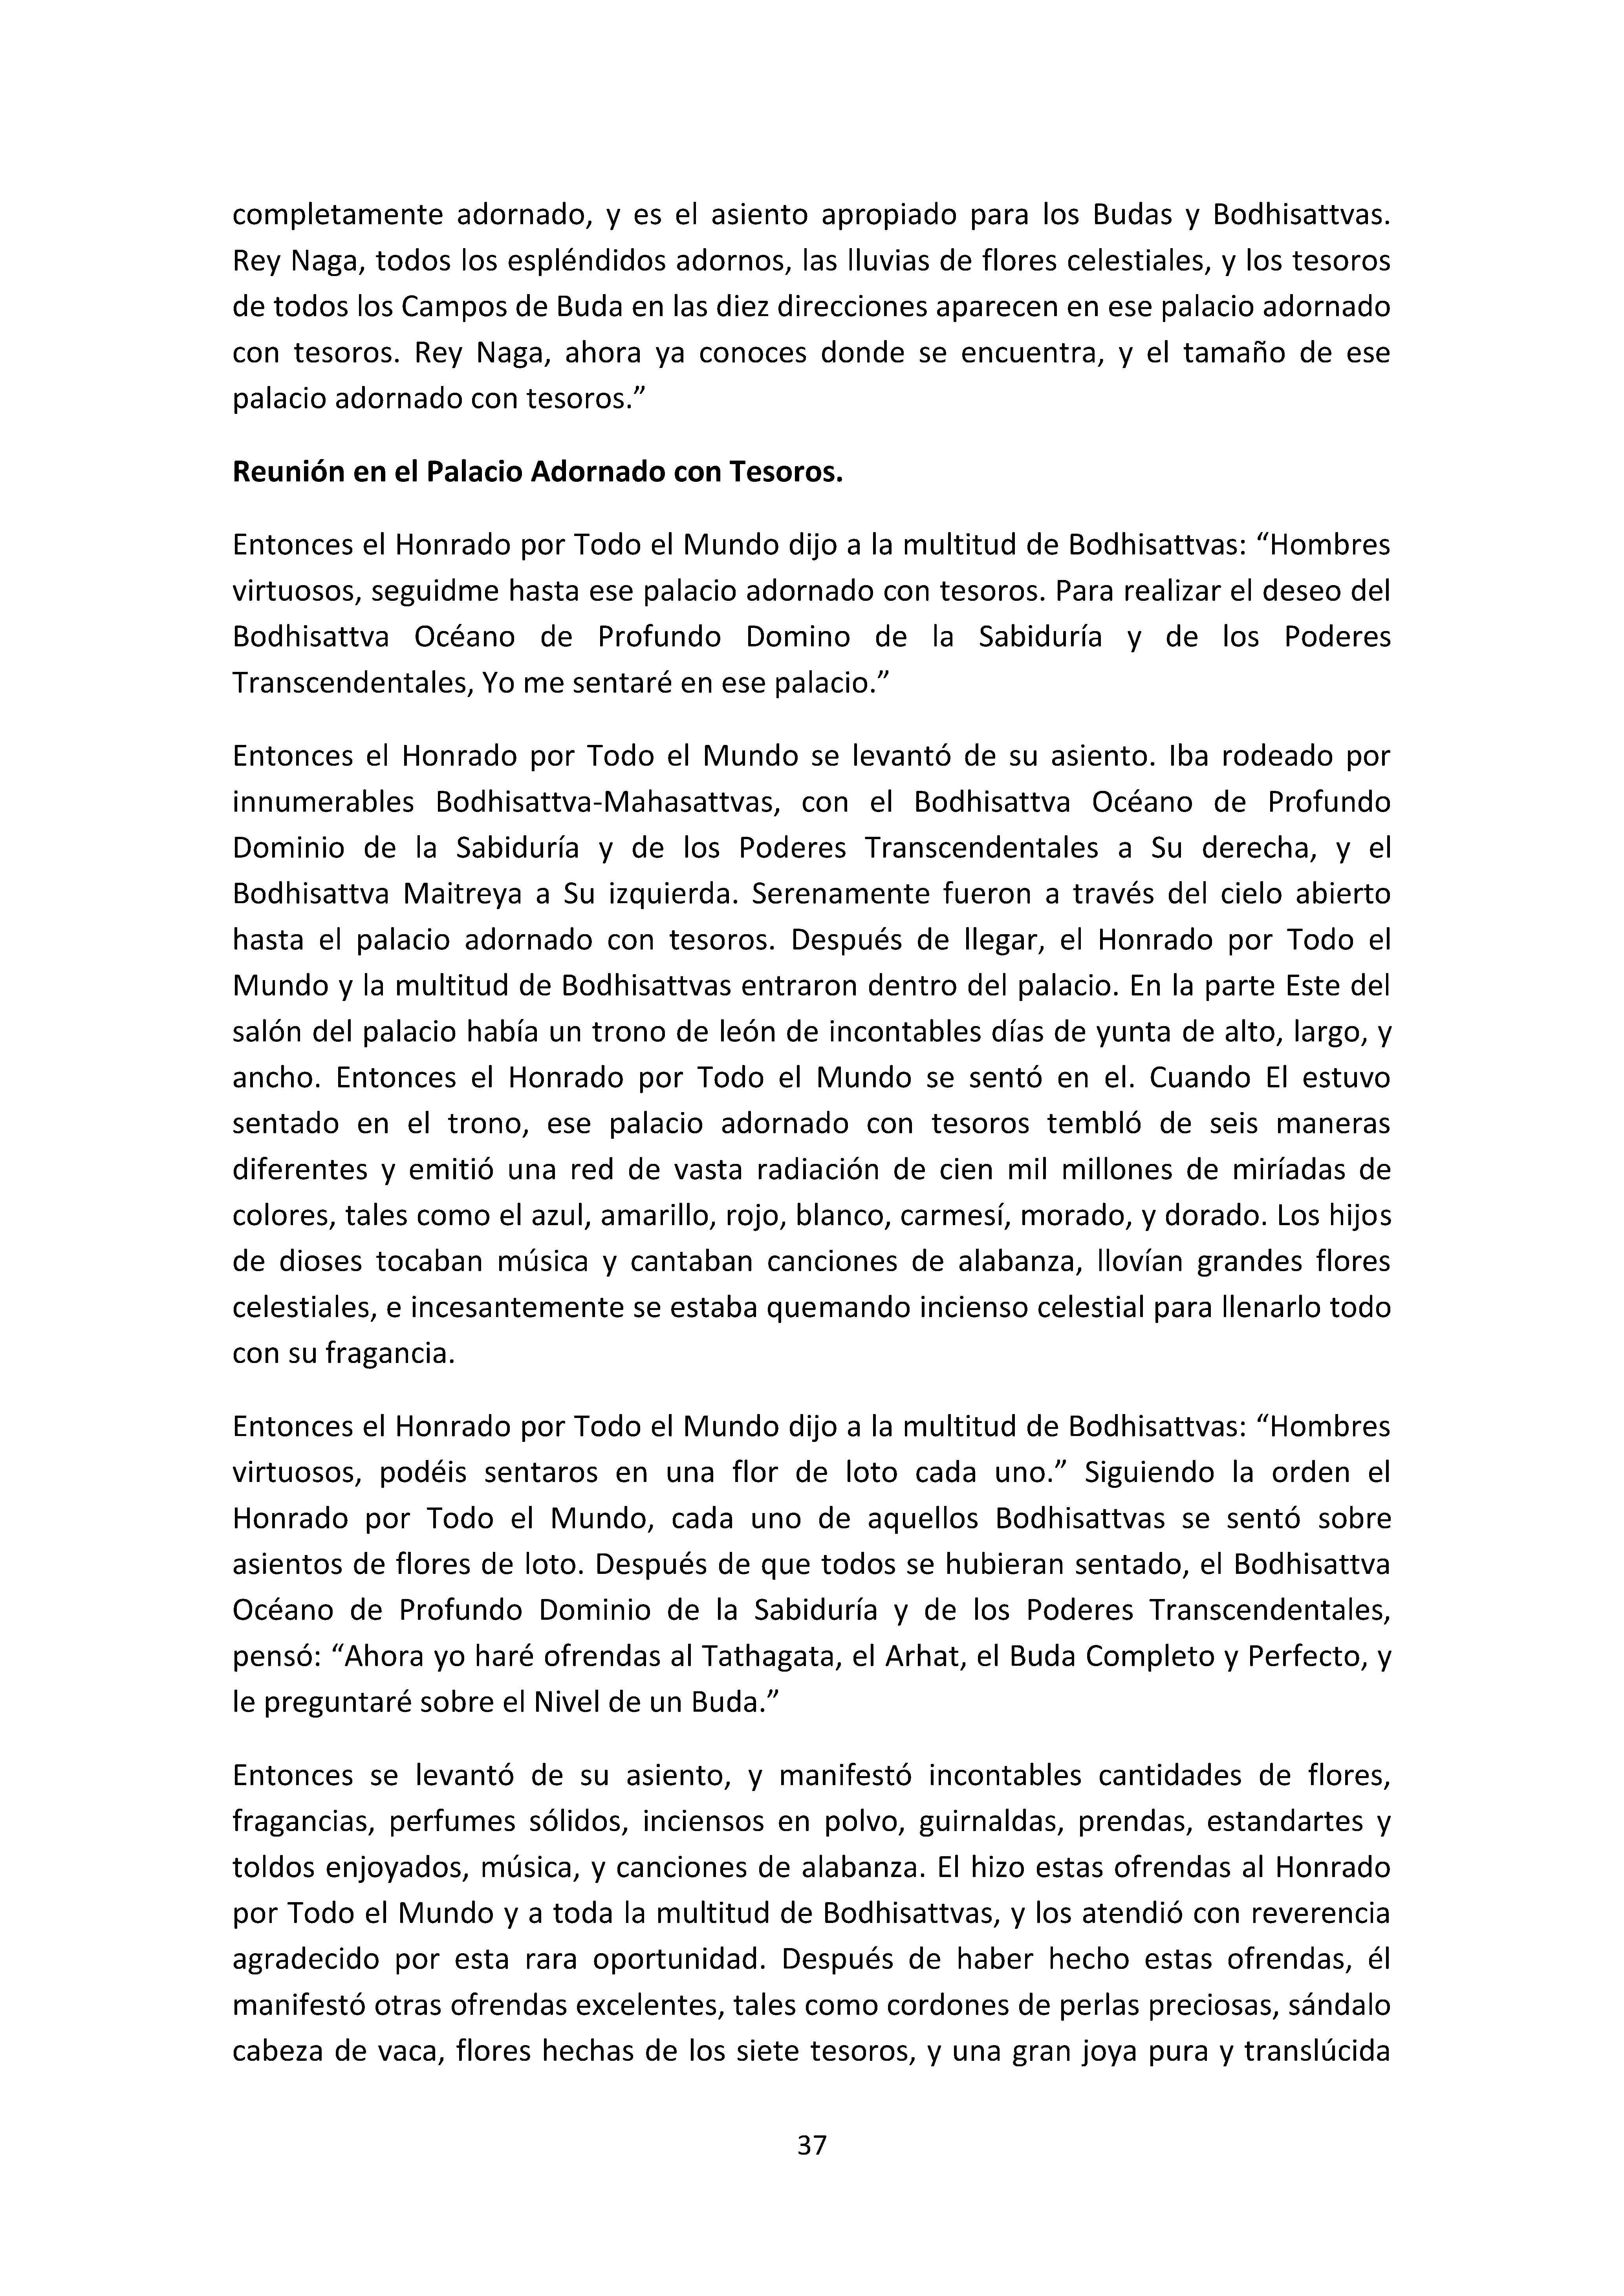 completamente adornado, y es el asiento apropiado para los Budas y Bodhisattvas.
Rey Naga, todos los espléndidos adornos, las lluvias de flores celestiales, y los tesoros
de todos los Campos de Buda en las diez direcciones aparecen en ese palacio adornado
con tesoros. Rey Naga, ahora ya conoces donde se encuentra, y el tamaño de ese
palacio adornado con tesoros.”
Reunión en el Palacio Adornado con Tesoros.
Entonces el Honrado por Todo el Mundo dijo a la multitud de Bodhisattvas: “Hombres
virtuosos, seguidme hasta ese palacio adornado con tesoros. Para realizar el deseo del
Bodhisattva Océano de Profundo Domino de la Sabiduría y de los Poderes
Transcendentales, Yo me sentaré en ese palacio.”
Entonces el Honrado por Todo el Mundo se levantó de su asiento. Iba rodeado por
innumerables Bodhisattva-Mahasattvas, con el Bodhisattva Océano de Profundo
Dominio de la Sabiduría y de los Poderes Transcendentales a Su derecha, y el
Bodhisattva Maitreya a Su izquierda. Serenamente fueron a través del cielo abierto
hasta el palacio adornado con tesoros. Después de llegar, el Honrado por Todo el
Mundo y la multitud de Bodhisattvas entraron dentro del palacio. En la parte Este del
salón del palacio había un trono de león de incontables días de yunta de alto, largo, y
ancho. Entonces el Honrado por Todo el Mundo se sentó en el. Cuando El estuvo
sentado en el trono, ese palacio adornado con tesoros tembló de seis maneras
diferentes y emitió una red de vasta radiación de cien mil millones de miríadas de
colores, tales como el azul, amarillo, rojo, blanco, carmesí, morado, y dorado. Los hijos
de dioses tocaban música y cantaban canciones de alabanza, llovían grandes flores
celestiales, e incesantemente se estaba quemando incienso celestial para llenarlo todo
con su fragancia.
Entonces el Honrado por Todo el Mundo dijo a la multitud de Bodhisattvas: “Hombres
virtuosos, podéis sentaros en una flor de loto cada uno.” Siguiendo la orden el
Honrado por Todo el Mundo, cada uno de aquellos Bodhisattvas se sentó sobre
asientos de flores de loto. Después de que todos se hubieran sentado, el Bodhisattva
Océano de Profundo Dominio de la Sabiduría y de los Poderes Transcendentales,
pensó: “Ahora yo haré ofrendas al Tathagata, el Arhat, el Buda Completo y Perfecto, y
le preguntaré sobre el Nivel de un Buda.”
Entonces se levantó de su asiento, y manifestó incontables cantidades de flores,
fragancias, perfumes sólidos, inciensos en polvo, guirnaldas, prendas, estandartes y
toldos enjoyados, música, y canciones de alabanza. El hizo estas ofrendas al Honrado
por Todo el Mundo y a toda la multitud de Bodhisattvas, y los atendió con reverencia
agradecido por esta rara oportunidad. Después de haber hecho estas ofrendas, él
manifestó otras ofrendas excelentes, tales como cordones de perlas preciosas, sándalo
cabeza de vaca, flores hechas de los siete tesoros, y una gran joya pura y translúcida
37